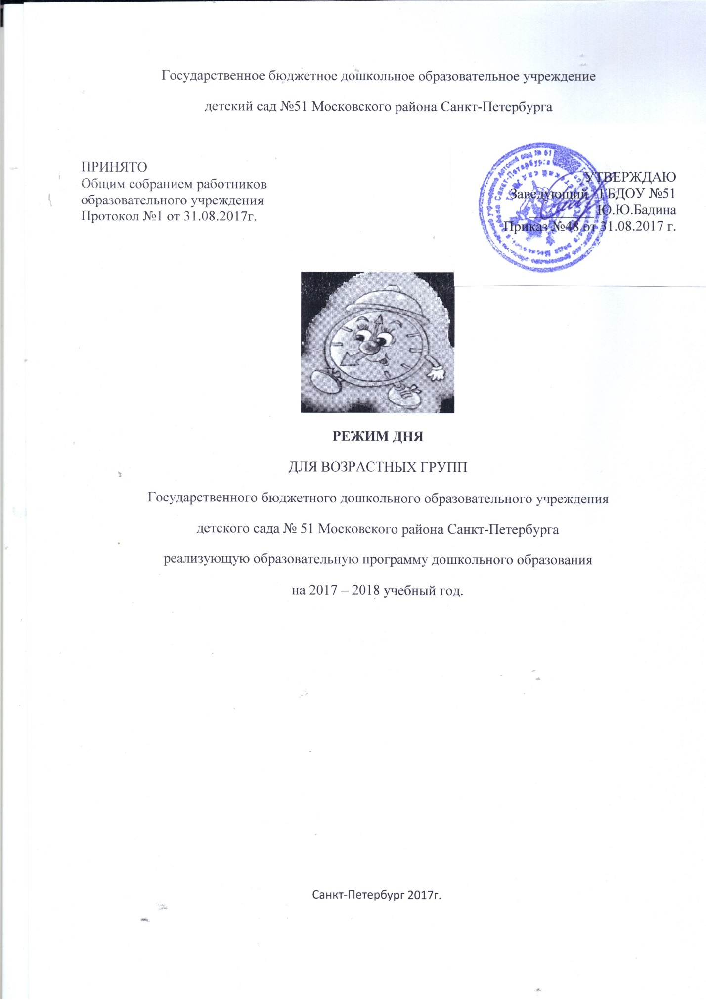 Государственное бюджетное дошкольное образовательное учреждение
детский сад №51 Московского района Санкт-Петербурга
ПРИНЯТО
Общим собранием работников
образовательного учреждения
Протокол №1 от 31.08.2017г.
УТВЕРЖДАЮ
Заведующий ГБДОУ №51
_________ Ю.Ю.Бадина
Приказ №48 от 31.08.2017 г.
РЕЖИМ ДНЯ
ДЛЯ ВОЗРАСТНЫХ ГРУПП
Государственного бюджетного дошкольного образовательного учреждения
детского сада № 51 Московского района Санкт-Петербурга
реализующую образовательную программу дошкольного образования
на 2017 – 2018 учебный год.
Санкт-Петербург 2017г.